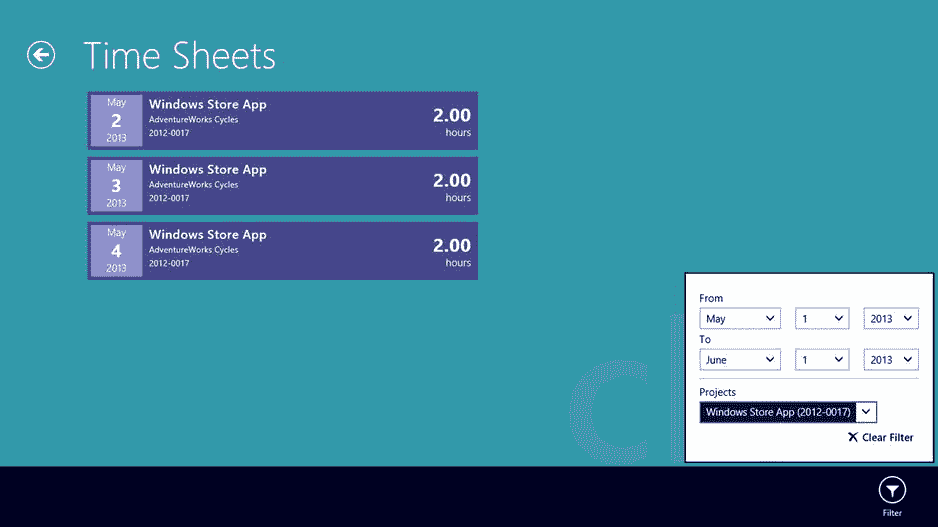 Time Sheets
May
2
2013
Windows Store App
AdventureWorks Cycles
2012-0017
2.00
hours
May
3
2013
Windows Store App
AdventureWorks Cycles
2012-0017
2.00
hours
May
4
2013
Windows Store App
AdventureWorks Cycles
2012-0017
2.00
hours
From
May 1 2013
To
June 1 2013
Projects
Windows Store App (2012-0017)
Clear Filter
Filter